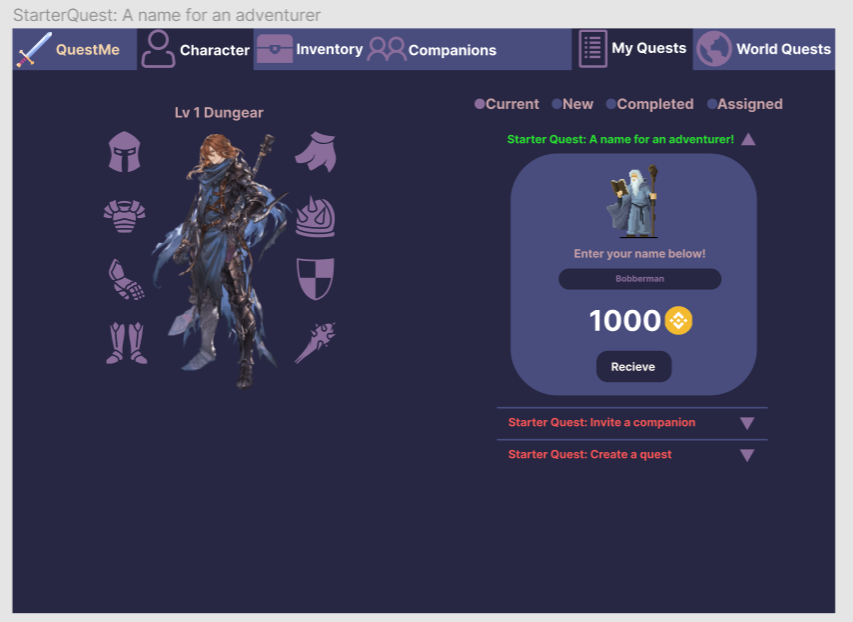 StarterQuest: A name for an adventurer
QuestMe Character Inventory Companions My Quests World Quests
Lv 1 Dungear
Current New Completed Assigned
Starter Quest: A name for an adventurer!
Enter your name below!
Bobberman
1000
Recieve
Starter Quest: Invite a companion
Starter Quest: Create a quest